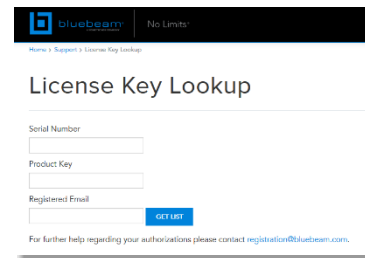 bluebeam No Limits
Home > Support > License Key Lookup
License Key Lookup
Serial Number
Product Key
Registered Email
GET LIST
For further help regarding your authorizations please contact registration@bluebeam.com.